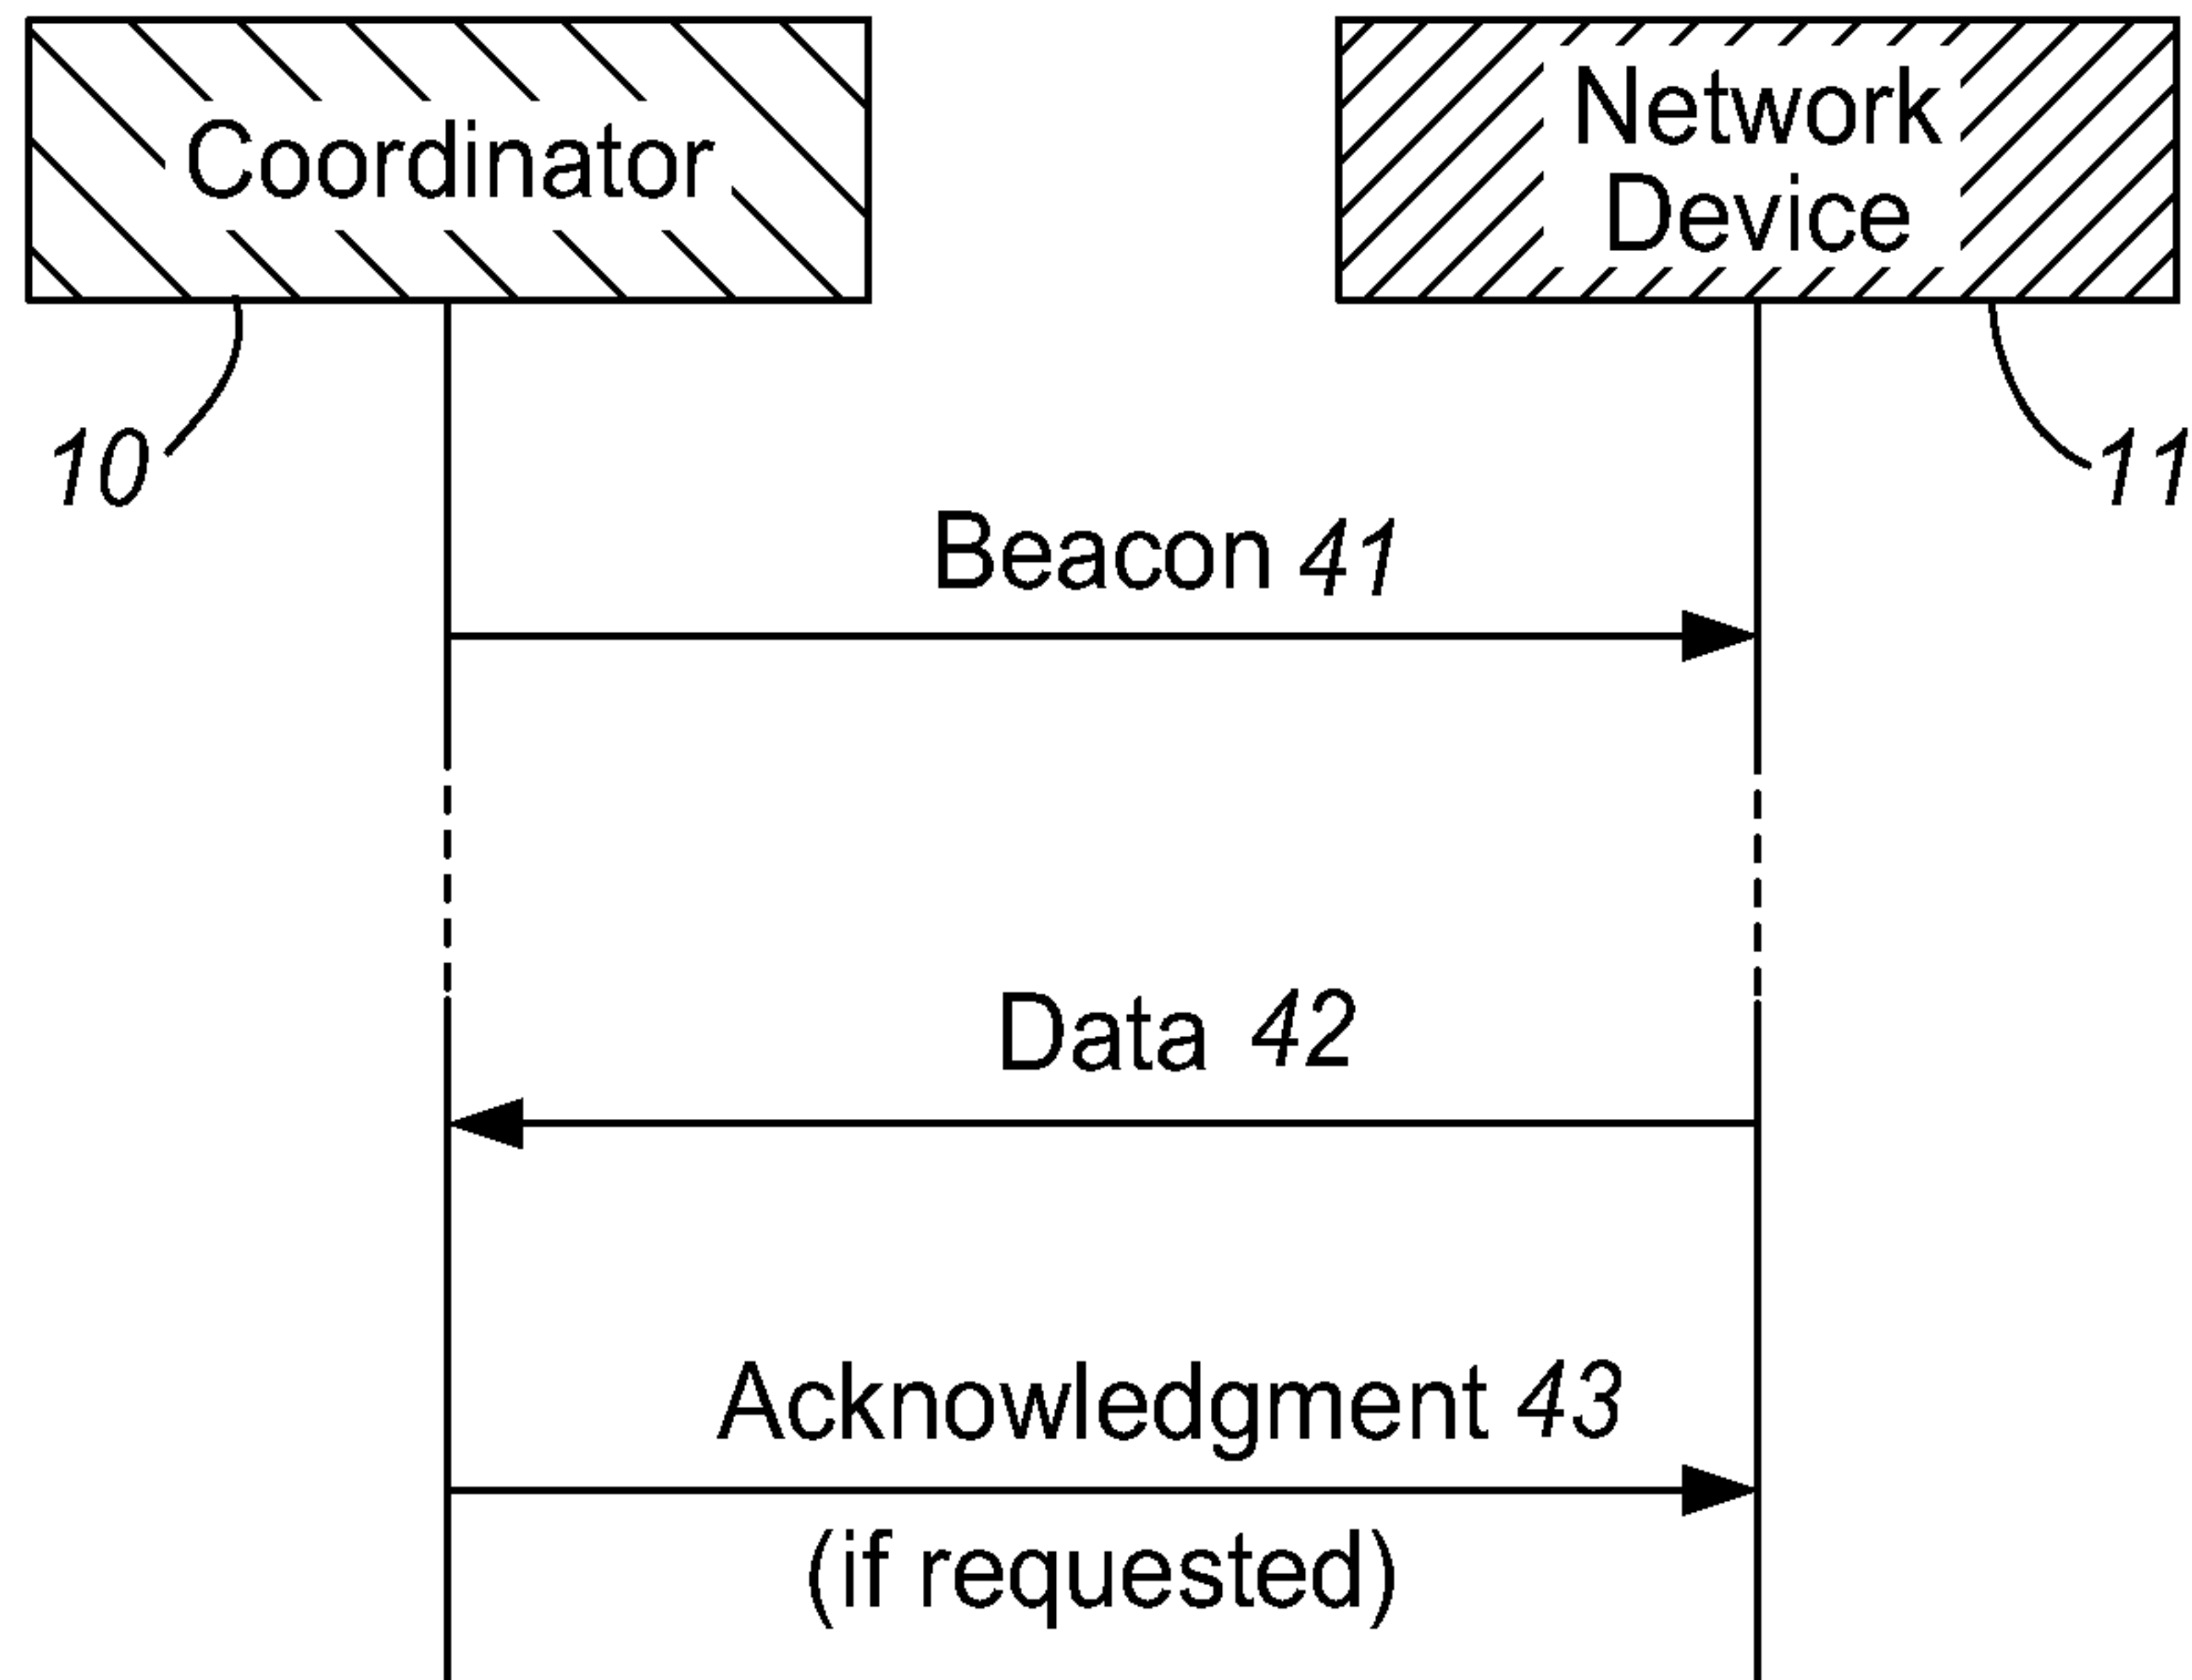 Coordinator
Network
Device
10
11
Beacon 41
Data 42
Acknowledgment 43
(if requested)